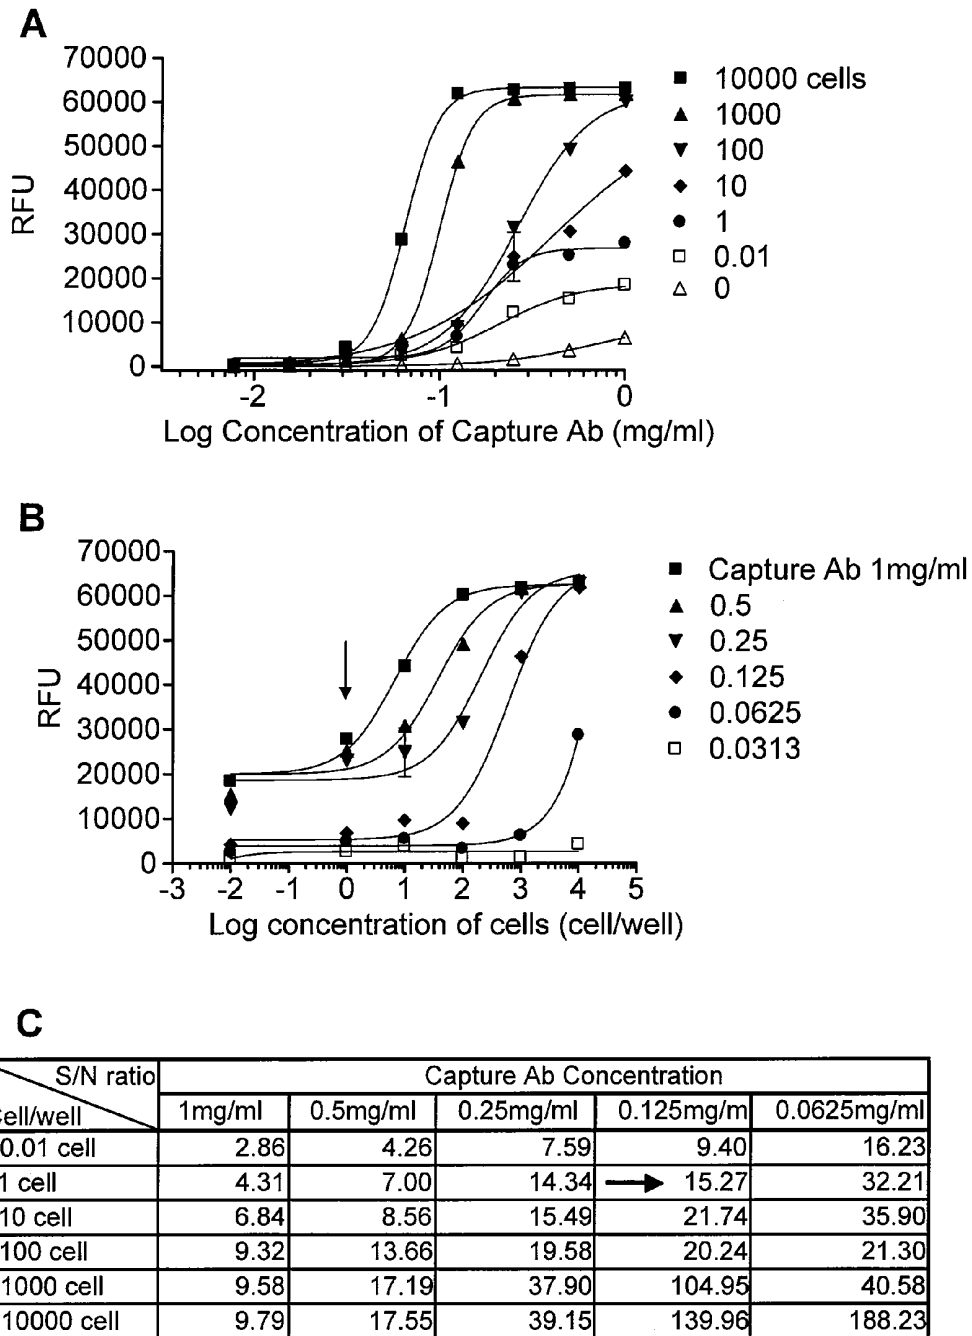 A
70000
60000
50000
40000
30000
20000
10000
0
RFU
-2 -1 0
Log Concentration of Capture Ab (mg/ml)
10000 cells
1000
100
10
1
0.01
0
B
70000
60000
50000
40000
30000
20000
10000
0
RFU
-3 -2 -1 0 1 2 3 4 5
Log concentration of cells (cell/well)
Capture Ab 1mg/ml
0.5
0.25
0.125
0.0625
0.0313
C
S/N ratio Capture Ab Concentration
Cell/well 1mg/ml 0.5mg/ml 0.25mg/ml 0.125mg/m 0.0625mg/ml
0.01 cell 2.86 4.26 7.59 9.40 16.23
1 cell 4.31 7.00 14.34 15.27 32.21
10 cell 6.84 8.56 15.49 21.74 35.90
100 cell 9.32 13.66 19.58 20.24 21.30
1000 cell 9.58 17.19 37.90 104.95 40.58
10000 cell 9.79 17.55 39.15 139.96 188.23